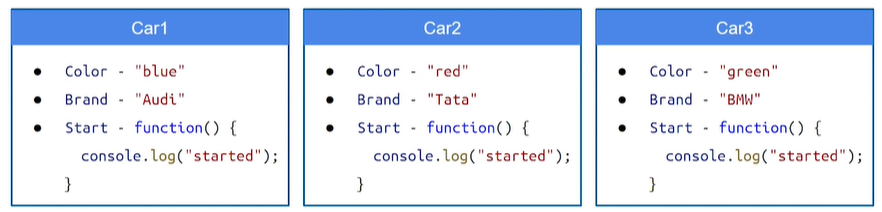 Car1
● Color - "blue"
● Brand - "Audi"
● Start - function() {
console.log("started");
}
Car2
● Color - "red"
● Brand - "Tata"
● Start - function() {
console.log("started");
}
Car3
● Color - "green"
● Brand - "BMW"
● Start - function() {
console.log("started");
}